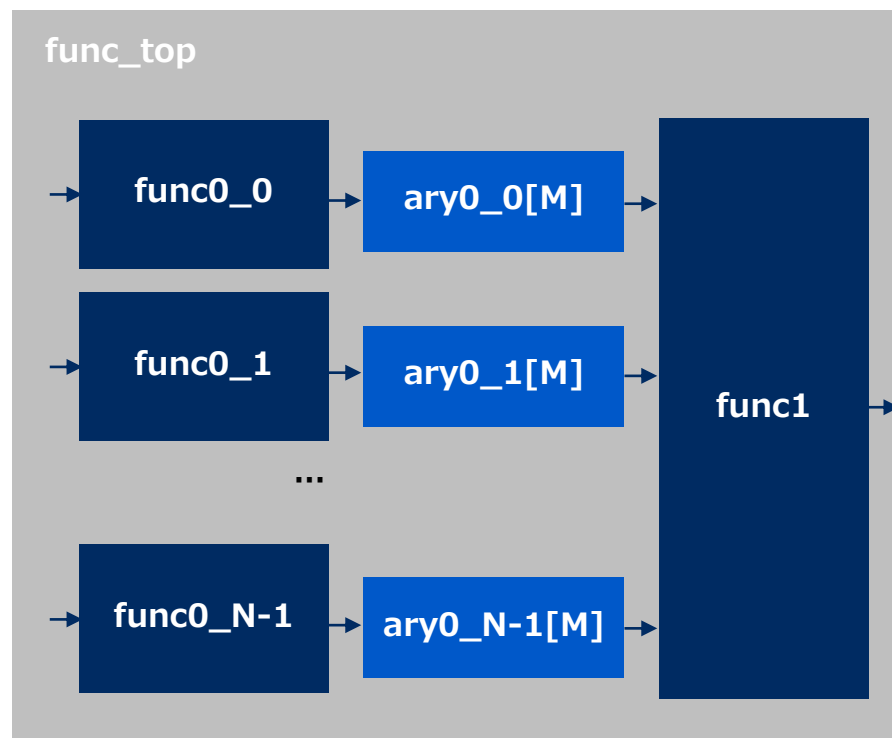 func_top
func0_0
ary0_0[M]
func0_1
ary0_1[M]
func1
...
func0_N-1
ary0_N-1[M]